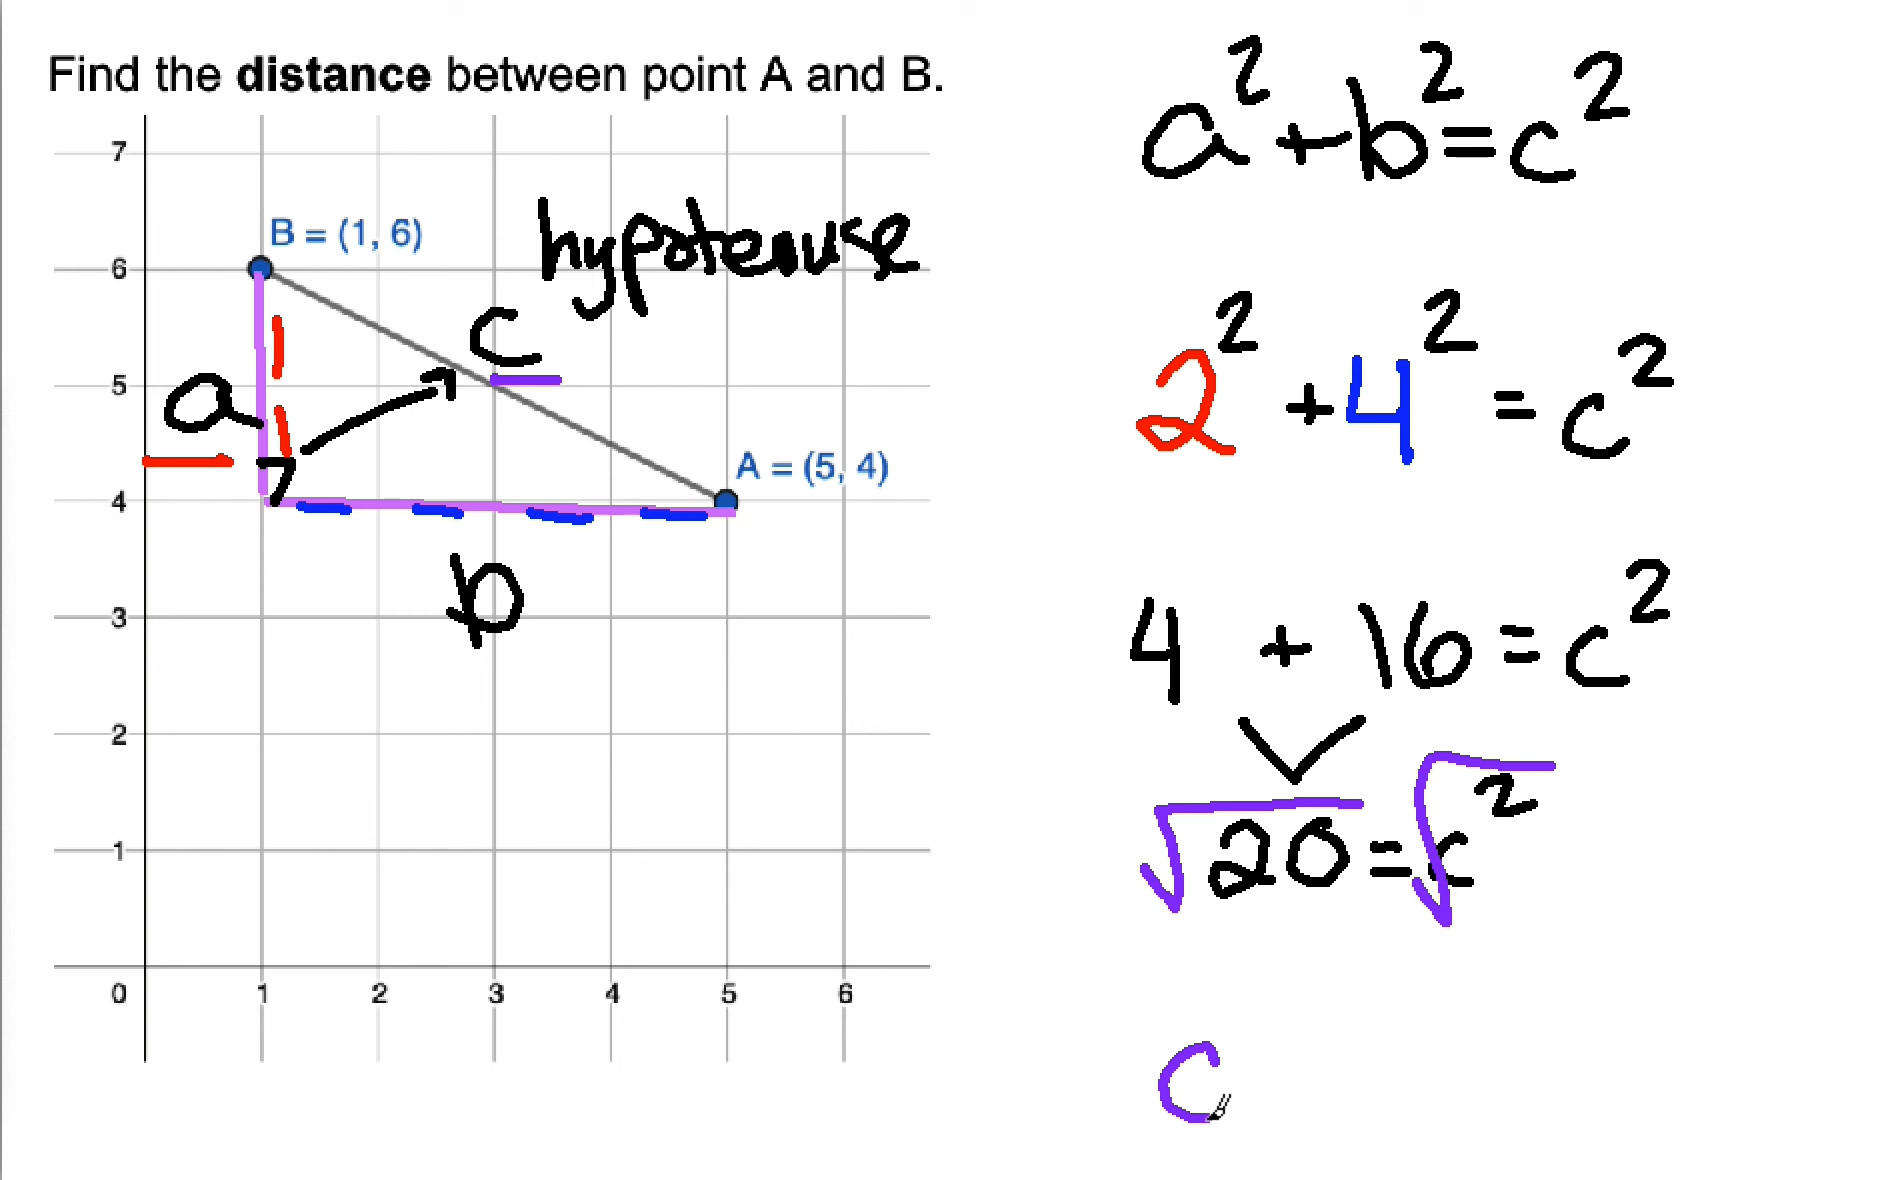 Find the distance between point A and B.
7
B = (1, 6)
hypotenuse
6
c
5
a
A = (5, 4)
4
b
3
2
1
0 1 2 3 4 5 6
a² + b² = c²
2² + 4² = c²
4 + 16 = c²
√20 = √c²
c